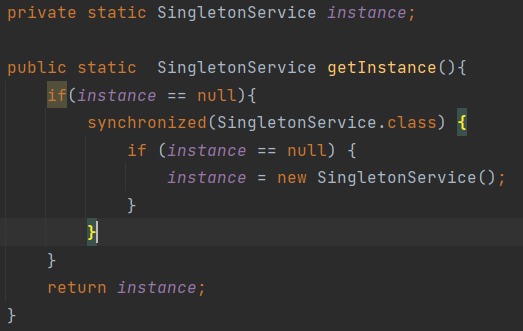 private static SingletonService instance;
public static  SingletonService getInstance(){
if(instance == null){
synchronized(SingletonService.class) {
if (instance == null) {
instance = new SingletonService();
}
}
}
return instance;
}